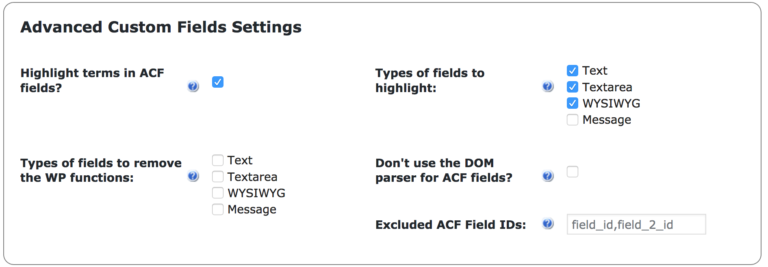 Advanced Custom Fields Settings
Highlight terms in ACF
fields?
Types of fields to
highlight:
Text
Textarea
WYSIWYG
Message
Types of fields to remove
the WP functions:
Text
Textarea
WYSIWYG
Message
Don't use the DOM
parser for ACF fields?
Excluded ACF Field IDs:
field_id,field_2_id